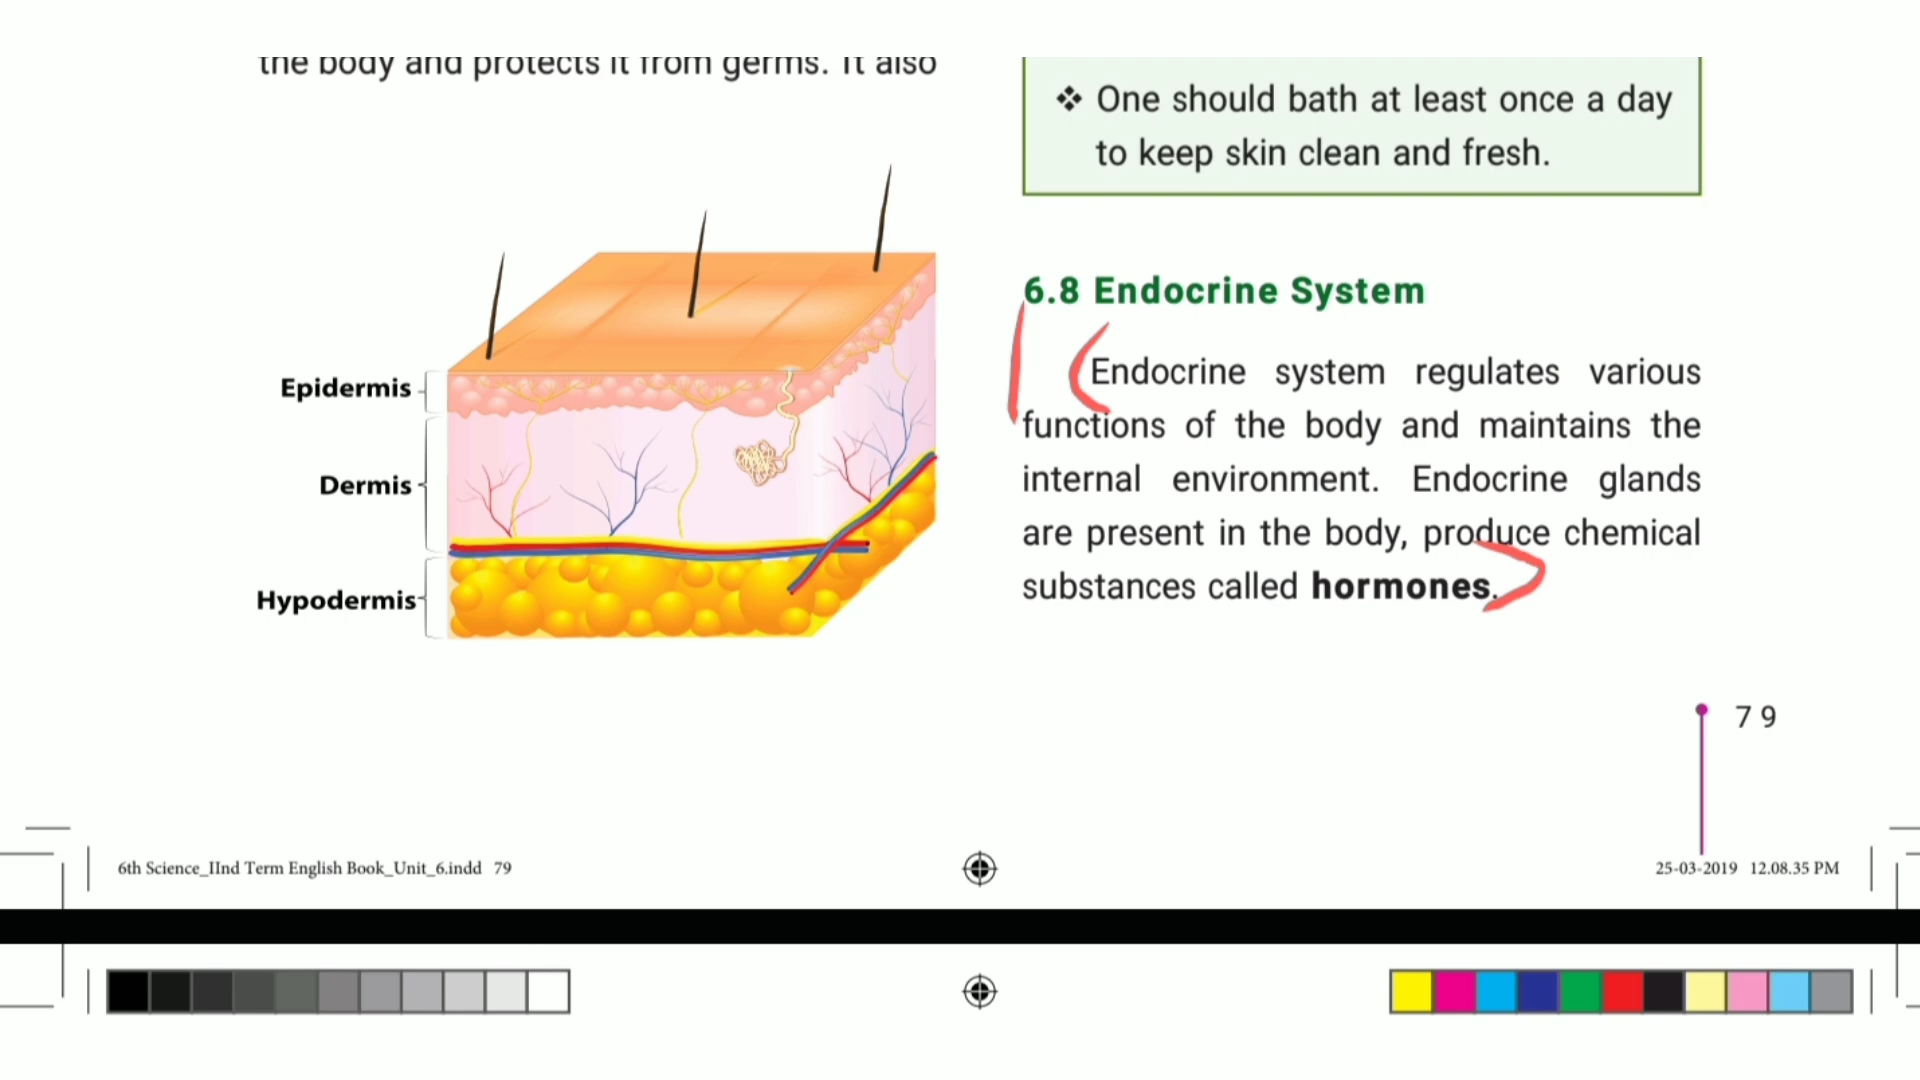 the body and protects it from germs. It also
Epidermis
Dermis
Hypodermis
❖ One should bath at least once a day
to keep skin clean and fresh.
6.8 Endocrine System
Endocrine system regulates various
functions of the body and maintains the
internal environment. Endocrine glands
are present in the body, produce chemical
substances called hormones.
79
6th Science_IInd Term English Book_Unit_6.indd 79
25-03-2019 12.08.35 PM